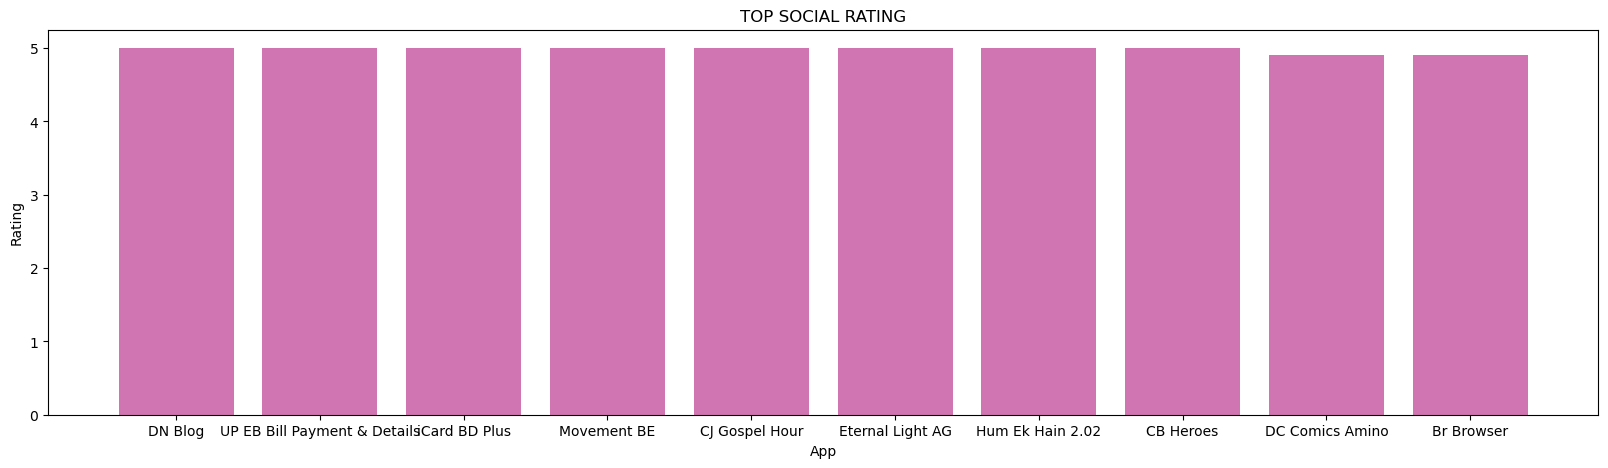 TOP SOCIAL RATING
5
4
3
2
1
0
Rating
DN Blog
UP EB Bill Payment & Details
iCard BD Plus
Movement BE
CJ Gospel Hour
Eternal Light AG
Hum Ek Hain 2.02
CB Heroes
DC Comics Amino
Br Browser
App